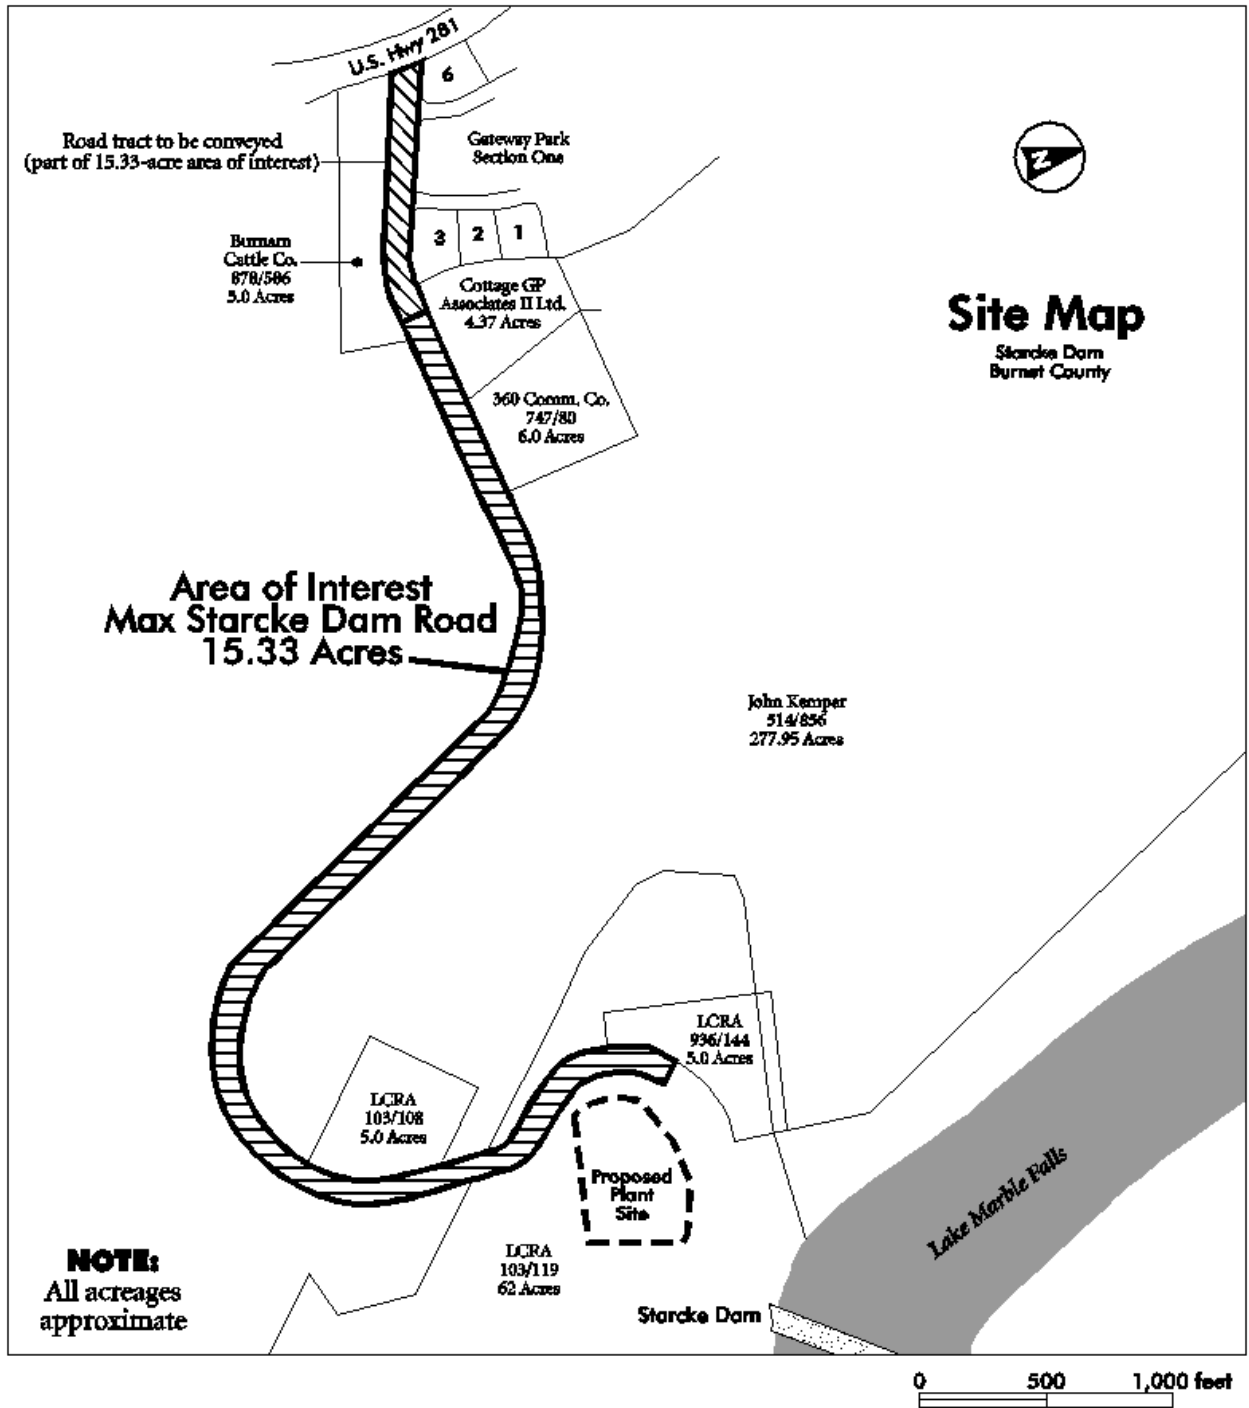 U.S. Hwy 281
6
Road tract to be conveyed
(part of 15.33-acre area of interest)
Gateway Park
Section One
N
Burnam
Cattle Co.
878/586
5.0 Acres
3
2
1
Cottage GP
Associates II Ltd.
4.37 Acres
Site Map
Starcke Dam
Burnet County
360 Comm. Co.
747/80
6.0 Acres
Area of Interest
Max Starcke Dam Road
15.33 Acres
John Kemper
514/856
277.95 Acres
LCRA
936/144
5.0 Acres
LCRA
103/108
5.0 Acres
Proposed
Plant
Site
Lake Marble Falls
NOTE:
All acreages
approximate
LCRA
103/119
62 Acres
Starcke Dam
0 500 1,000 feet